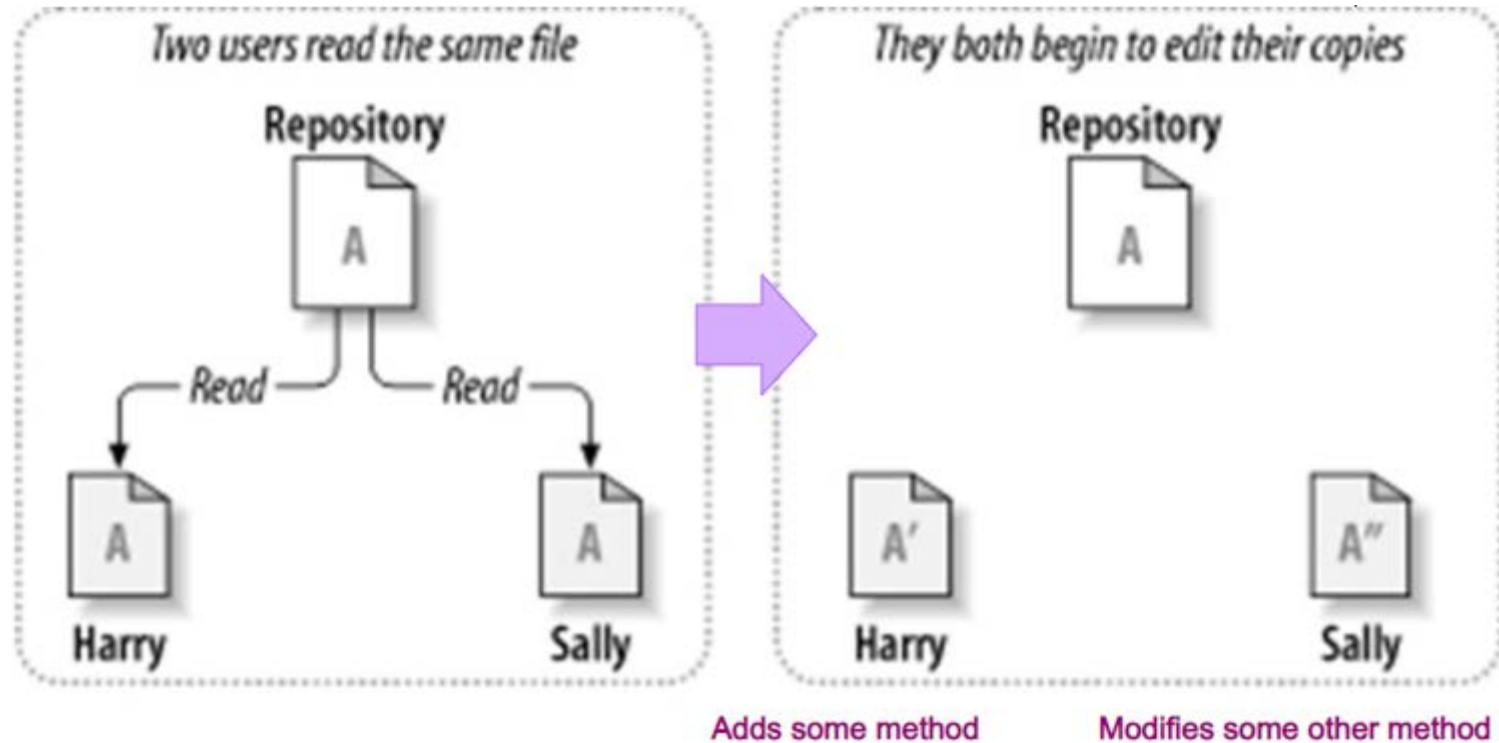 Two users read the same file
Repository
A
Read
Read
A
A
Harry
Sally
They both begin to edit their copies
Repository
A
A′
A″
Harry
Sally
Adds some method
Modifies some other method